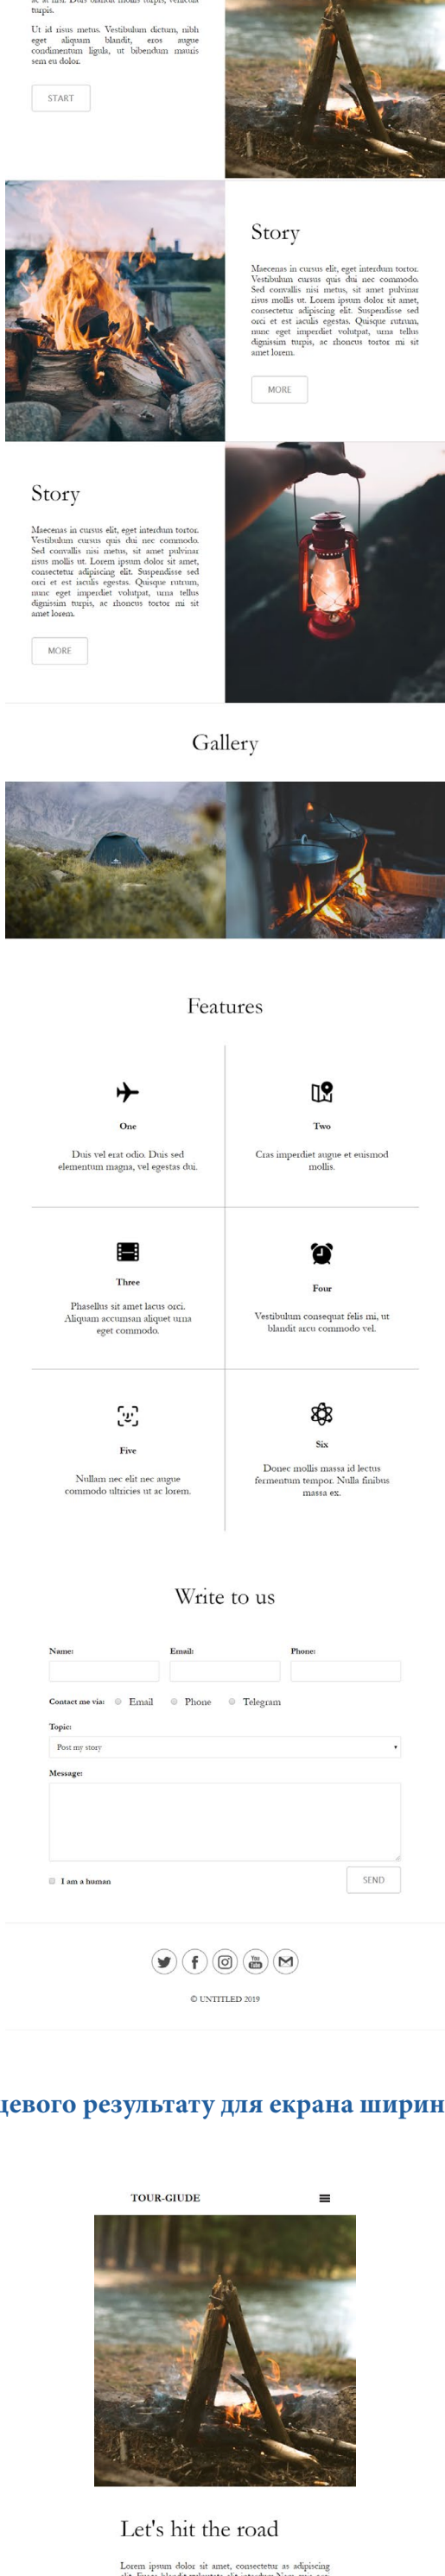 turpis.
Ut id risus metus. Vestibulum dictum, nibh
eget aliquam blandit, eros augue
condimentum ligula, ut bibendum mauris
sem eu dolor.
START
Story
Maecenas in cursus elit, eget interdum tortor.
Vestibulum cursus quis dui nec commodo.
Sed convallis nisi metus, sit amet pulvinar
risus mollis ut. Lorem ipsum dolor sit amet,
consectetur adipiscing elit. Suspendisse sed
orci et est iaculis egestas. Quisque rutrum,
nunc eget imperdiet volutpat, urna tellus
dignissim turpis, ac rhoncus tortor mi sit
amet lorem.
MORE
Story
Maecenas in cursus elit, eget interdum tortor.
Vestibulum cursus quis dui nec commodo.
Sed convallis nisi metus, sit amet pulvinar
risus mollis ut. Lorem ipsum dolor sit amet,
consectetur adipiscing elit. Suspendisse sed
orci et est iaculis egestas. Quisque rutrum,
nunc eget imperdiet volutpat, urna tellus
dignissim turpis, ac rhoncus tortor mi sit
amet lorem.
MORE
Gallery
Features
One
Duis vel erat odio. Duis sed
elementum magna, vel egestas dui.
Two
Cras imperdiet augue et euismod
mollis.
Three
Phasellus sit amet lacus orci.
Aliquam accumsan aliquet urna
eget commodo.
Four
Vestibulum consequat felis mi, ut
blandit arcu commodo vel.
Five
Nullam nec elit nec augue
commodo ultricies ut ac lorem.
Six
Donec mollis massa id lectus
fermentum tempor. Nulla finibus
massa ex.
Write to us
Name: Email: Phone:
Contact me via: Email Phone Telegram
Topic:
Post my story
Message:
I am a human
SEND
You Tube
© UNTITLED 2019
цевого результату для екрана ширин
TOUR-GIUDE
Let's hit the road
Lorem ipsum dolor sit amet, consectetur as adipiscing